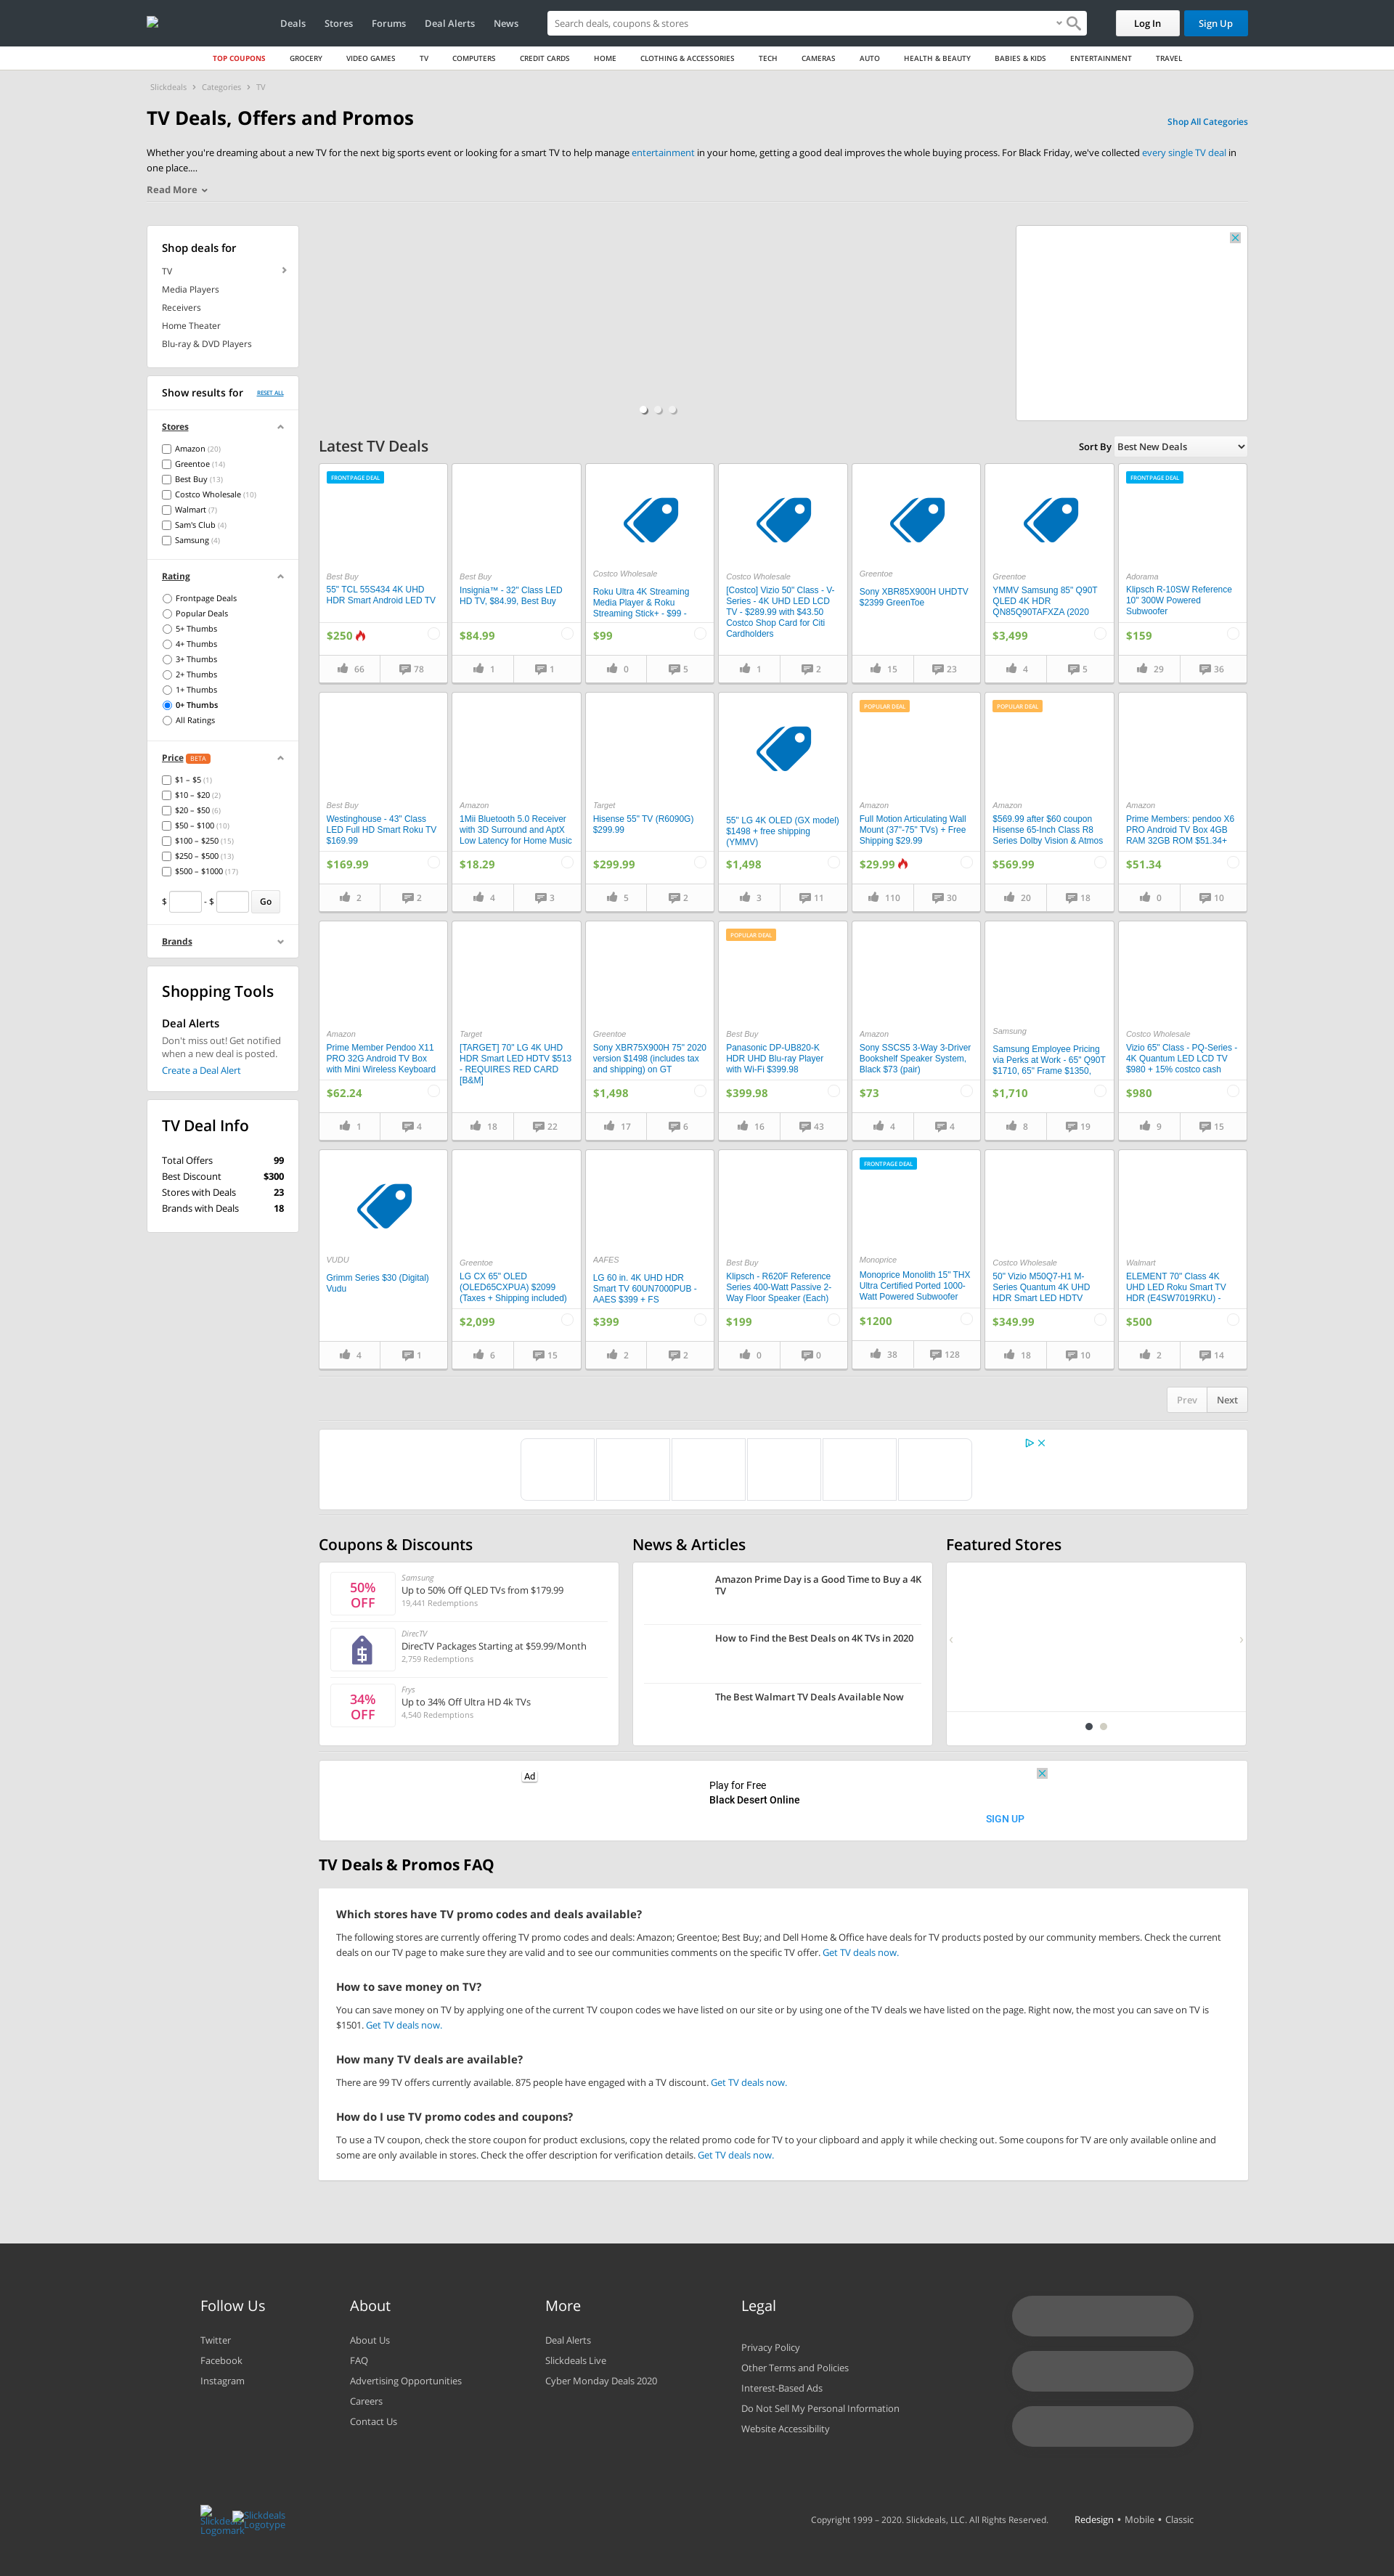 Deals Stores Forums Deal Alerts News Search deals, coupons & stores Log In Sign Up
TOP COUPONS GROCERY VIDEO GAMES TV COMPUTERS CREDIT CARDS HOME CLOTHING & ACCESSORIES TECH CAMERAS AUTO HEALTH & BEAUTY BABIES & KIDS ENTERTAINMENT TRAVEL
Slickdeals › Categories › TV
TV Deals, Offers and Promos
Shop All Categories
Whether you're dreaming about a new TV for the next big sports event or looking for a smart TV to help manage entertainment in your home, getting a good deal improves the whole buying process. For Black Friday, we've collected every single TV deal in
one place....
Read More
Shop deals for
TV
Media Players
Receivers
Home Theater
Blu-ray & DVD Players
Show results for RESET ALL
Stores
Amazon (20)
Greentoe (14)
Best Buy (13)
Costco Wholesale (10)
Walmart (7)
Sam's Club (4)
Samsung (4)
Rating
Frontpage Deals
Popular Deals
5+ Thumbs
4+ Thumbs
3+ Thumbs
2+ Thumbs
1+ Thumbs
0+ Thumbs
All Ratings
Price BETA
$1 – $5 (1)
$10 – $20 (2)
$20 – $50 (6)
$50 – $100 (10)
$100 – $250 (15)
$250 – $500 (13)
$500 – $1000 (17)
$ - $ Go
Brands
Shopping Tools
Deal Alerts
Don't miss out! Get notified
when a new deal is posted.
Create a Deal Alert
TV Deal Info
Total Offers 99
Best Discount $300
Stores with Deals 23
Brands with Deals 18
Latest TV Deals
Sort By Best New Deals
FRONTPAGE DEAL
Best Buy
55" TCL 55S434 4K UHD
HDR Smart Android LED TV
$250
66 78
Best Buy
Insignia™ - 32" Class LED
HD TV, $84.99, Best Buy
$84.99
1 1
Costco Wholesale
Roku Ultra 4K Streaming
Media Player & Roku
Streaming Stick+ - $99 -
$99
0 5
Costco Wholesale
[Costco] Vizio 50" Class - V-
Series - 4K UHD LED LCD
TV - $289.99 with $43.50
Costco Shop Card for Citi
Cardholders
1 2
Greentoe
Sony XBR85X900H UHDTV
$2399 GreenToe
15 23
Greentoe
YMMV Samsung 85" Q90T
QLED 4K HDR
QN85Q90TAFXZA (2020
$3,499
4 5
FRONTPAGE DEAL
Adorama
Klipsch R-10SW Reference
10" 300W Powered
Subwoofer
$159
29 36
Best Buy
Westinghouse - 43" Class
LED Full HD Smart Roku TV
$169.99
$169.99
2 2
Amazon
1Mii Bluetooth 5.0 Receiver
with 3D Surround and AptX
Low Latency for Home Music
$18.29
4 3
Target
Hisense 55" TV (R6090G)
$299.99
$299.99
5 2
55" LG 4K OLED (GX model)
$1498 + free shipping
(YMMV)
$1,498
3 11
POPULAR DEAL
Amazon
Full Motion Articulating Wall
Mount (37"-75" TVs) + Free
Shipping $29.99
$29.99
110 30
POPULAR DEAL
Amazon
$569.99 after $60 coupon
Hisense 65-Inch Class R8
Series Dolby Vision & Atmos
$569.99
20 18
Amazon
Prime Members: pendoo X6
PRO Android TV Box 4GB
RAM 32GB ROM $51.34+
$51.34
0 10
Amazon
Prime Member Pendoo X11
PRO 32G Android TV Box
with Mini Wireless Keyboard
$62.24
1 4
Target
[TARGET] 70" LG 4K UHD
HDR Smart LED HDTV $513
- REQUIRES RED CARD
[B&M]
18 22
Greentoe
Sony XBR75X900H 75" 2020
version $1498 (includes tax
and shipping) on GT
$1,498
17 6
POPULAR DEAL
Best Buy
Panasonic DP-UB820-K
HDR UHD Blu-ray Player
with Wi-Fi $398.98
$399.98
16 43
Amazon
Sony SSCS5 3-Way 3-Driver
Bookshelf Speaker System,
Black $73 (pair)
$73
4 4
Samsung
Samsung Employee Pricing
via Perks at Work - 65" Q90T
$1710, 65" Frame $1350,
$1,710
8 19
Costco Wholesale
Vizio 65" Class - PQ-Series -
4K Quantum LED LCD TV
$980 + 15% costco cash
$980
9 15
VUDU
Grimm Series $30 (Digital)
Vudu
4 1
Greentoe
LG CX 65" OLED
(OLED65CXPUA) $2099
(Taxes + Shipping included)
$2,099
6 15
AAFES
LG 60 in. 4K UHD HDR
Smart TV 60UN7000PUB -
AAES $399 + FS
$399
2 2
Best Buy
Klipsch - R620F Reference
Series 400-Watt Passive 2-
Way Floor Speaker (Each)
$199
0 0
FRONTPAGE DEAL
Monoprice
Monoprice Monolith 15" THX
Ultra Certified Ported 1000-
Watt Powered Subwoofer
$1200
38 128
Costco Wholesale
50" Vizio M50Q7-H1 M-
Series Quantum 4K UHD
HDR Smart LED HDTV
$349.99
18 10
Walmart
ELEMENT 70" Class 4K
UHD LED Roku Smart TV
HDR (E4SW7019RKU) -
$500
2 14
Prev Next
Coupons & Discounts
50%
OFF
Samsung
Up to 50% Off QLED TVs from $179.99
19,441 Redemptions
DirecTV
DirecTV Packages Starting at $59.99/Month
2,759 Redemptions
34%
OFF
Frys
Up to 34% Off Ultra HD 4k TVs
4,540 Redemptions
News & Articles
Amazon Prime Day is a Good Time to Buy a 4K
TV
How to Find the Best Deals on 4K TVs in 2020
The Best Walmart TV Deals Available Now
Featured Stores
Ad
Play for Free
Black Desert Online
SIGN UP
TV Deals & Promos FAQ
Which stores have TV promo codes and deals available?
The following stores are currently offering TV promo codes and deals: Amazon; Greentoe; Best Buy; and Dell Home & Office have deals for TV products posted by our community members. Check the current
deals on our TV page to make sure they are valid and to see our communities comments on the specific TV offer. Get TV deals now.
How to save money on TV?
You can save money on TV by applying one of the current TV coupon codes we have listed on our site or by using one of the TV deals we have listed on the page. Right now, the most you can save on TV is
$1501. Get TV deals now.
How many TV deals are available?
There are 99 TV offers currently available. 875 people have engaged with a TV discount. Get TV deals now.
How do I use TV promo codes and coupons?
To use a TV coupon, check the store coupon for product exclusions, copy the related promo code for TV to your clipboard and apply it while checking out. Some coupons for TV are only available online and
some are only available in stores. Check the offer description for verification details. Get TV deals now.
Follow Us
Twitter
Facebook
Instagram
About
About Us
FAQ
Advertising Opportunities
Careers
Contact Us
More
Deal Alerts
Slickdeals Live
Cyber Monday Deals 2020
Legal
Privacy Policy
Other Terms and Policies
Interest-Based Ads
Do Not Sell My Personal Information
Website Accessibility
Slickdeals
Logomark
Slickdeals
Logotype
Copyright 1999 – 2020. Slickdeals, LLC. All Rights Reserved. Redesign • Mobile • Classic